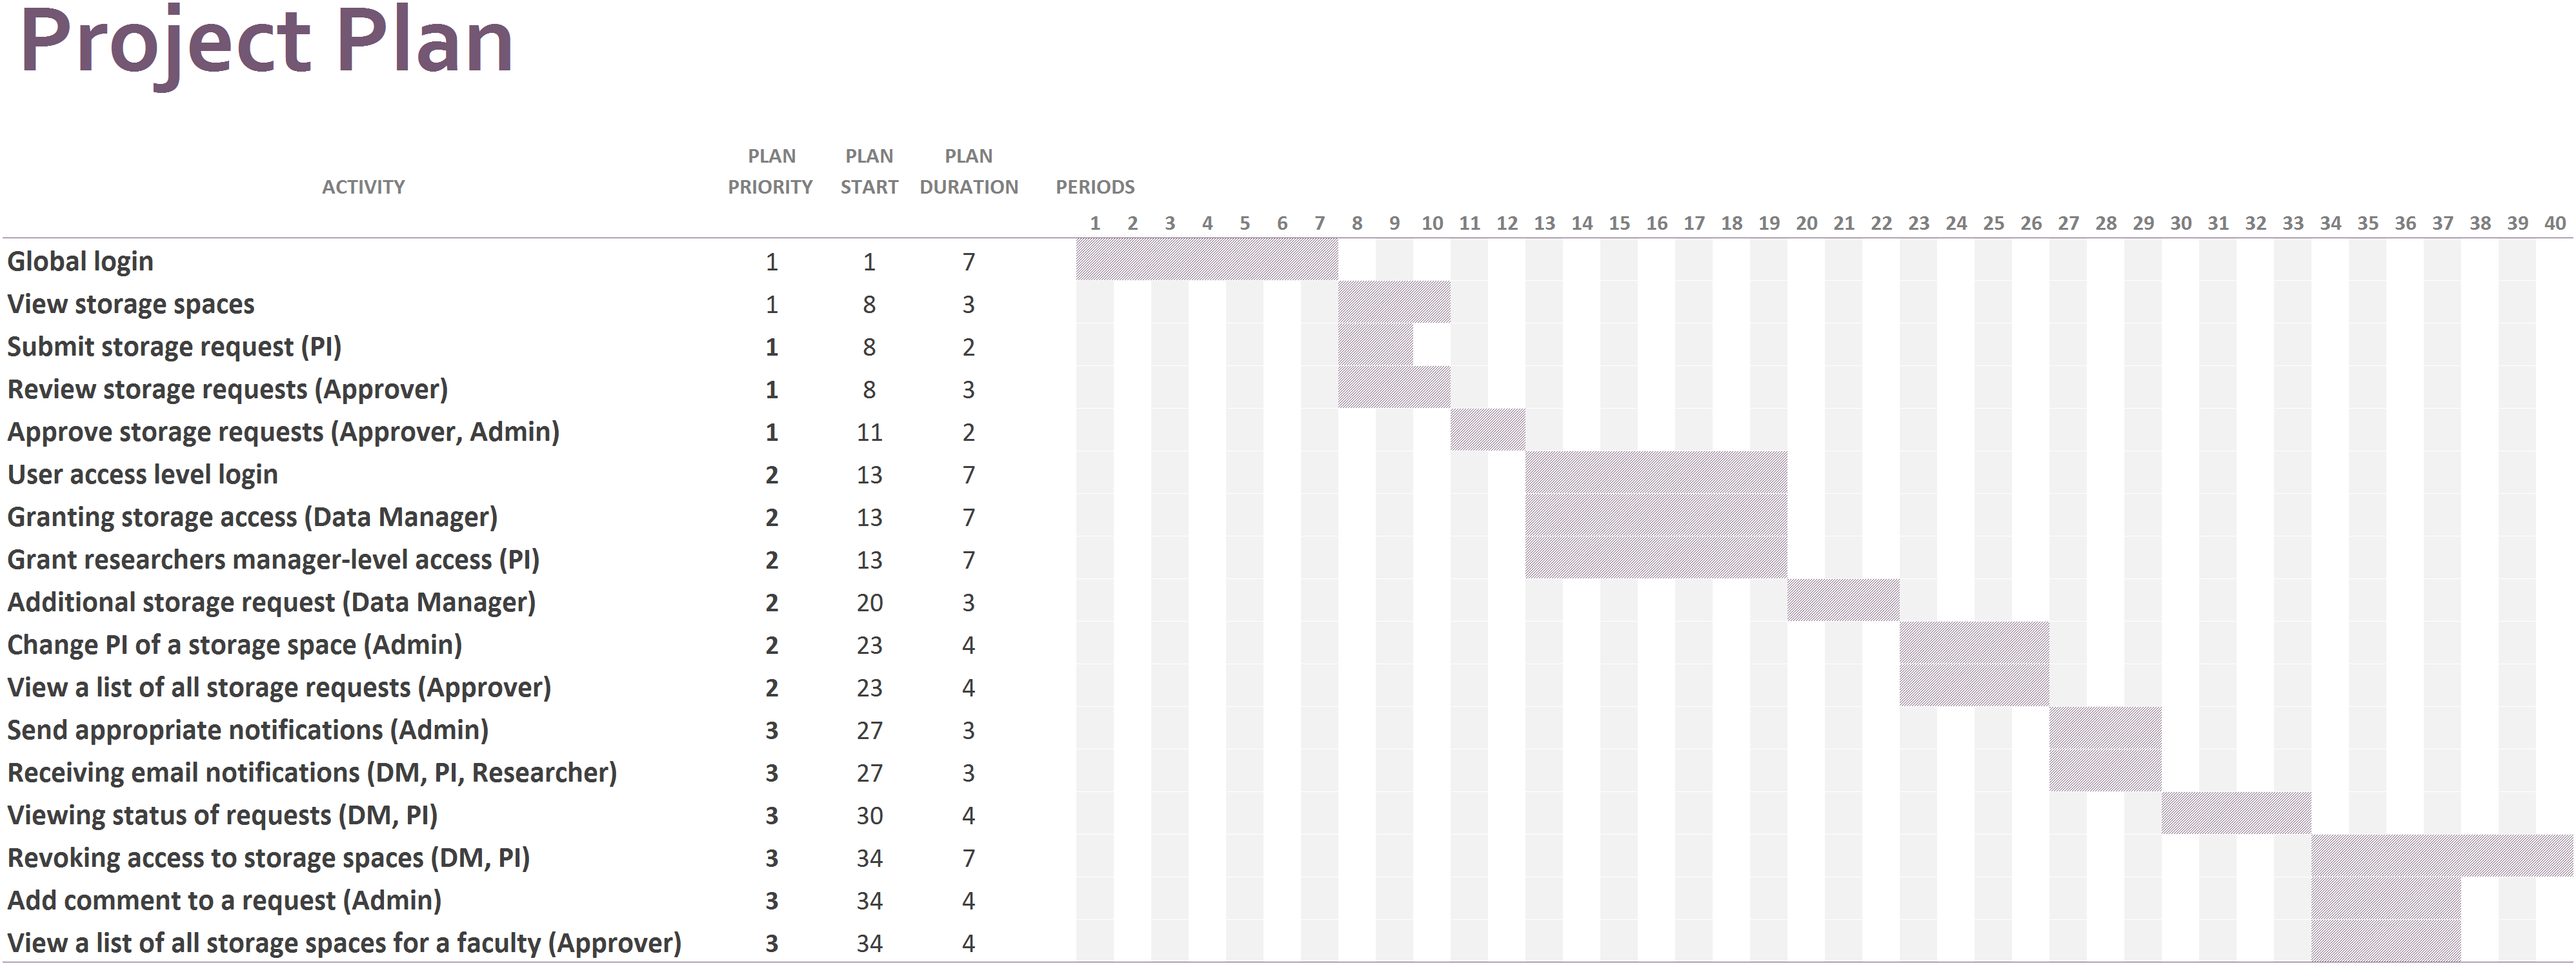 Project Plan
PLAN PLAN PLAN
ACTIVITY PRIORITY START DURATION PERIODS
1 2 3 4 5 6 7 8 9 10 11 12 13 14 15 16 17 18 19 20 21 22 23 24 25 26 27 28 29 30 31 32 33 34 35 36 37 38 39 40
Global login 1 1 7
View storage spaces 1 8 3
Submit storage request (PI) 1 8 2
Review storage requests (Approver) 1 8 3
Approve storage requests (Approver, Admin) 1 11 2
User access level login 2 13 7
Granting storage access (Data Manager) 2 13 7
Grant researchers manager-level access (PI) 2 13 7
Additional storage request (Data Manager) 2 20 3
Change PI of a storage space (Admin) 2 23 4
View a list of all storage requests (Approver) 2 23 4
Send appropriate notifications (Admin) 3 27 3
Receiving email notifications (DM, PI, Researcher) 3 27 3
Viewing status of requests (DM, PI) 3 30 4
Revoking access to storage spaces (DM, PI) 3 34 7
Add comment to a request (Admin) 3 34 4
View a list of all storage spaces for a faculty (Approver) 3 34 4